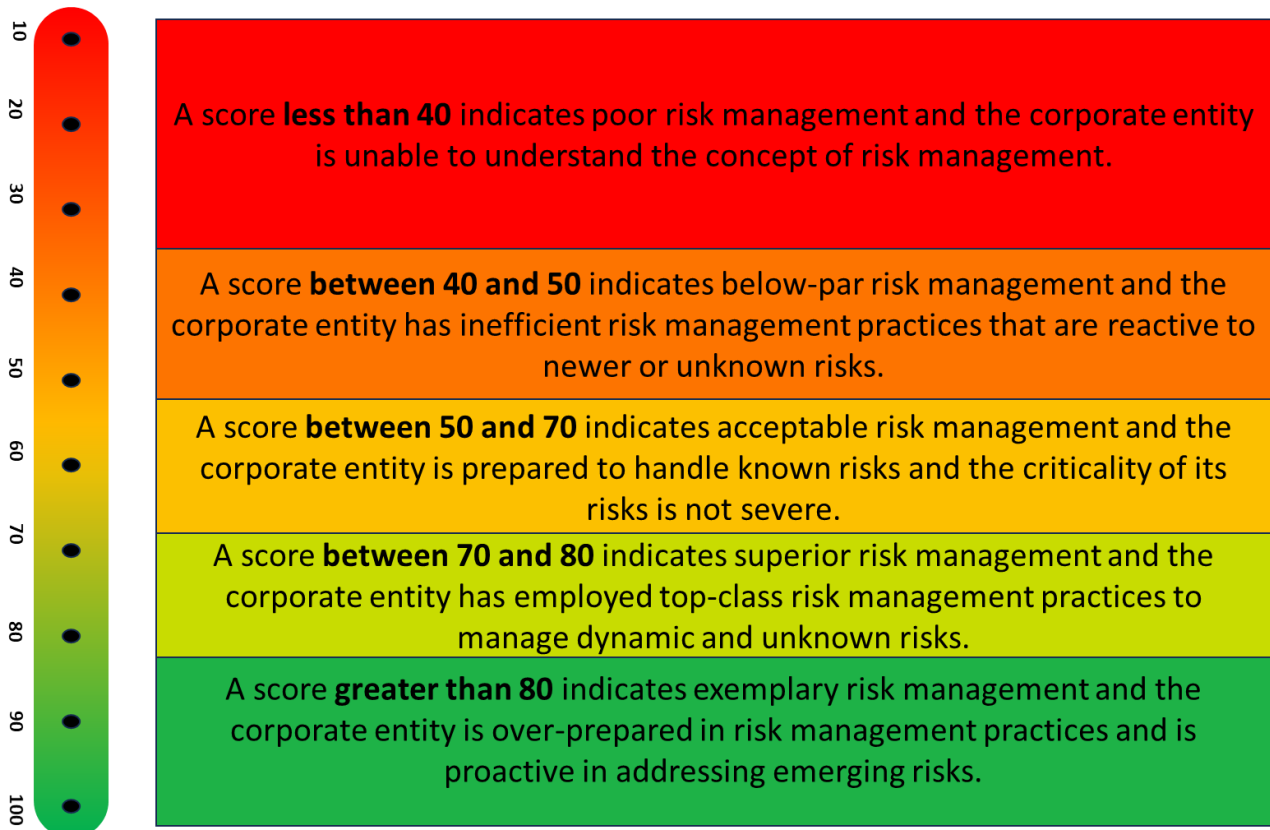 10
20
30
40
50
60
70
80
90
100
A score less than 40 indicates poor risk management and the corporate entity
is unable to understand the concept of risk management.
A score between 40 and 50 indicates below-par risk management and the
corporate entity has inefficient risk management practices that are reactive to
newer or unknown risks.
A score between 50 and 70 indicates acceptable risk management and the
corporate entity is prepared to handle known risks and the criticality of its
risks is not severe.
A score between 70 and 80 indicates superior risk management and the
corporate entity has employed top-class risk management practices to
manage dynamic and unknown risks.
A score greater than 80 indicates exemplary risk management and the
corporate entity is over-prepared in risk management practices and is
proactive in addressing emerging risks.